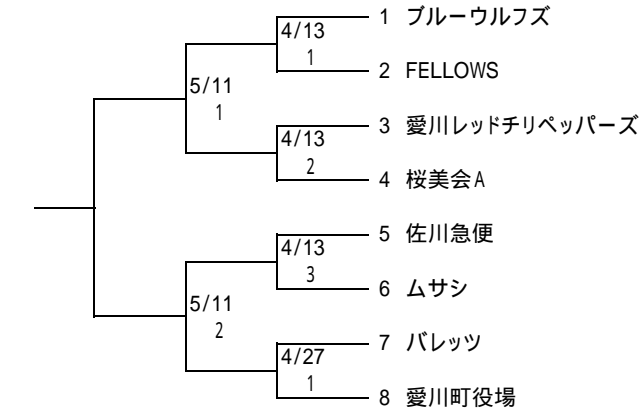 4/13
1
1 ブルーウルフズ
2 FELLOWS
5/11
1
4/13
2
3 愛川レッドチリペッパーズ
4 桜美会A
4/13
3
5 佐川急便
6 ムサシ
5/11
2
4/27
1
7 バレッツ
8 愛川町役場